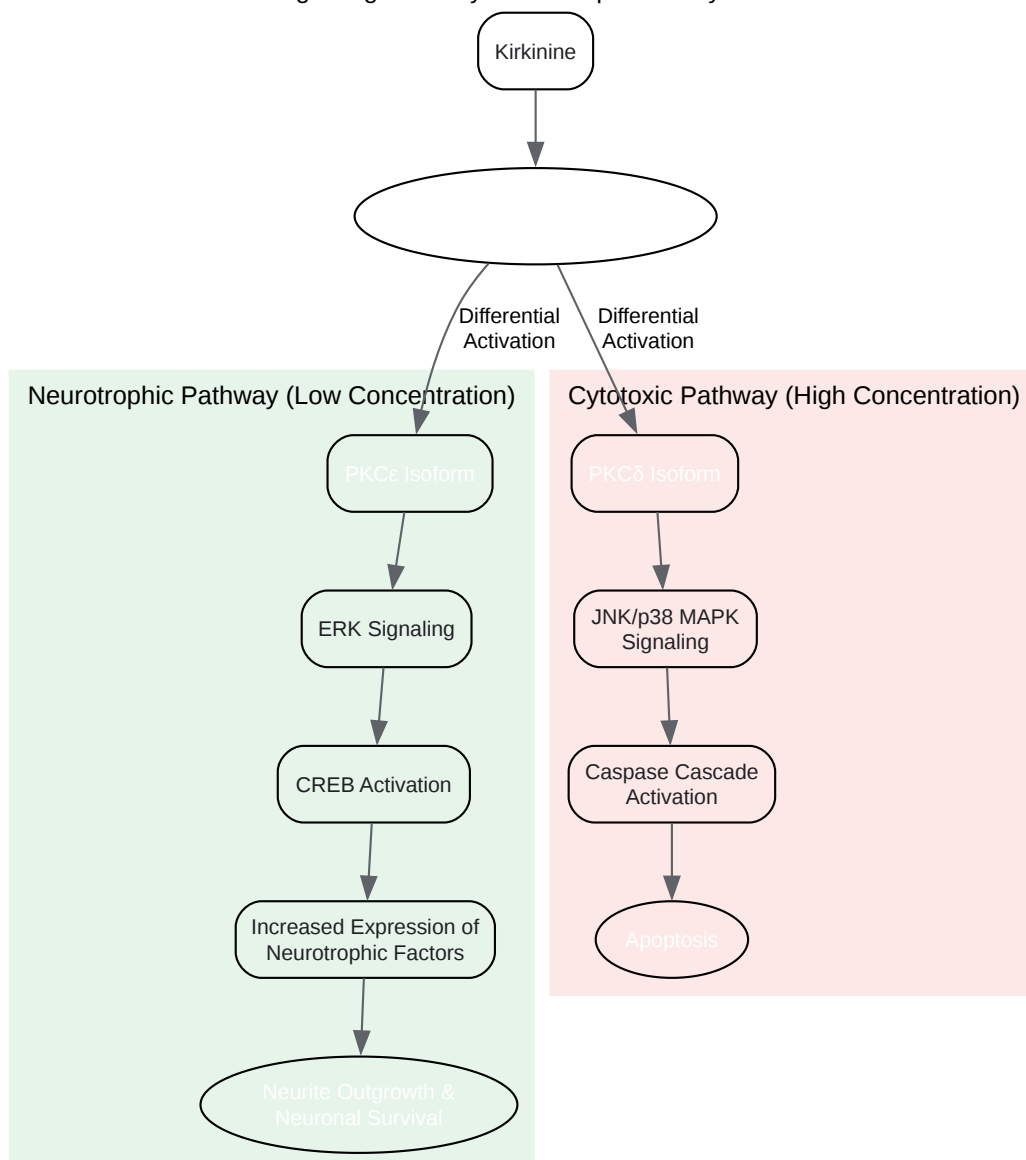 Kirkinine
Differential
Activation
Differential
Activation
Neurotrophic Pathway (Low Concentration)
Cytotoxic Pathway (High Concentration)
PKCε Isoform
PKCδ Isoform
ERK Signaling
JNK/p38 MAPK
Signaling
CREB Activation
Caspase Cascade
Activation
Increased Expression of
Neurotrophic Factors
Apoptosis
Neurite Outgrowth &
Neuronal Survival